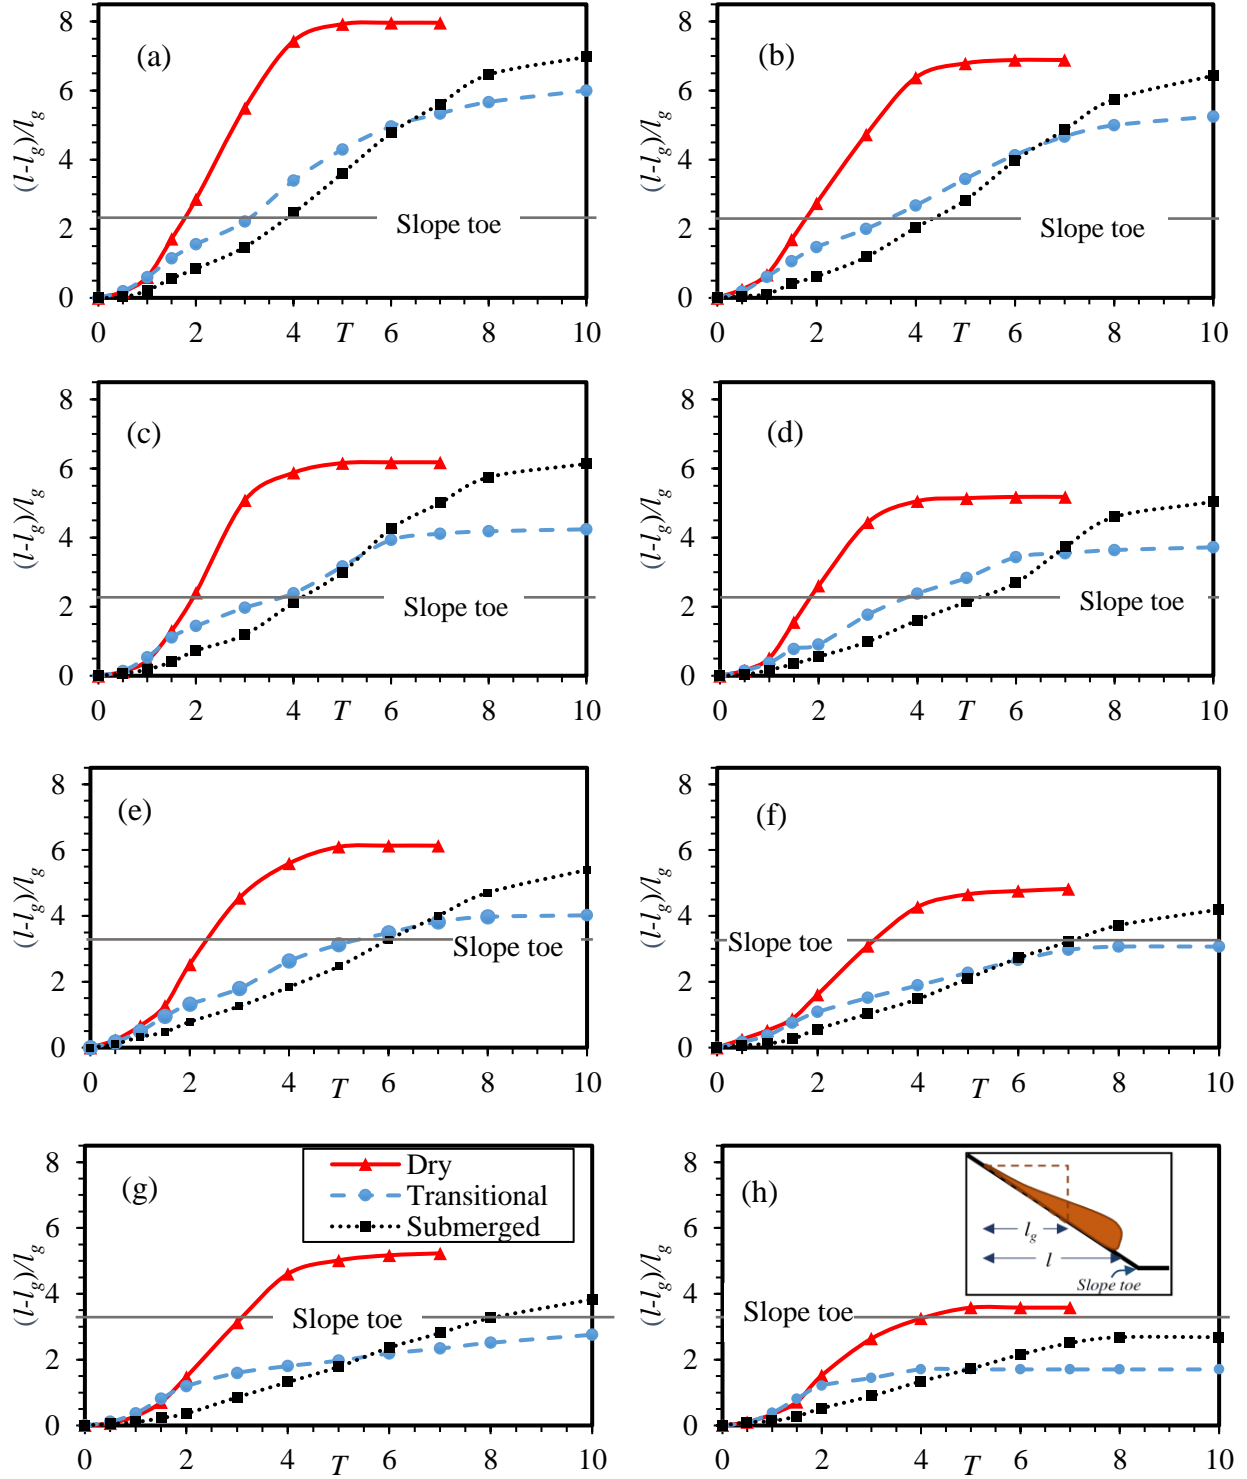 8
6
4
2
0
(l-l_g)/l_g
(a)
Slope toe
0 2 4 T 6 8 10
8
6
4
2
0
(l-l_g)/l_g
(b)
Slope toe
0 2 4 T 6 8 10
8
6
4
2
0
(l-l_g)/l_g
(c)
Slope toe
0 2 4 T 6 8 10
8
6
4
2
0
(l-l_g)/l_g
(d)
Slope toe
0 2 4 T 6 8 10
8
6
4
2
0
(l-l_g)/l_g
(e)
Slope toe
0 2 4 T 6 8 10
8
6
4
2
0
(l-l_g)/l_g
(f)
Slope toe
0 2 4 T 6 8 10
8
6
4
2
0
(l-l_g)/l_g
(g)
Dry
Transitional
Submerged
Slope toe
0 2 4 T 6 8 10
8
6
4
2
0
(l-l_g)/l_g
(h)
l_g
l
Slope toe
Slope toe
0 2 4 T 6 8 10